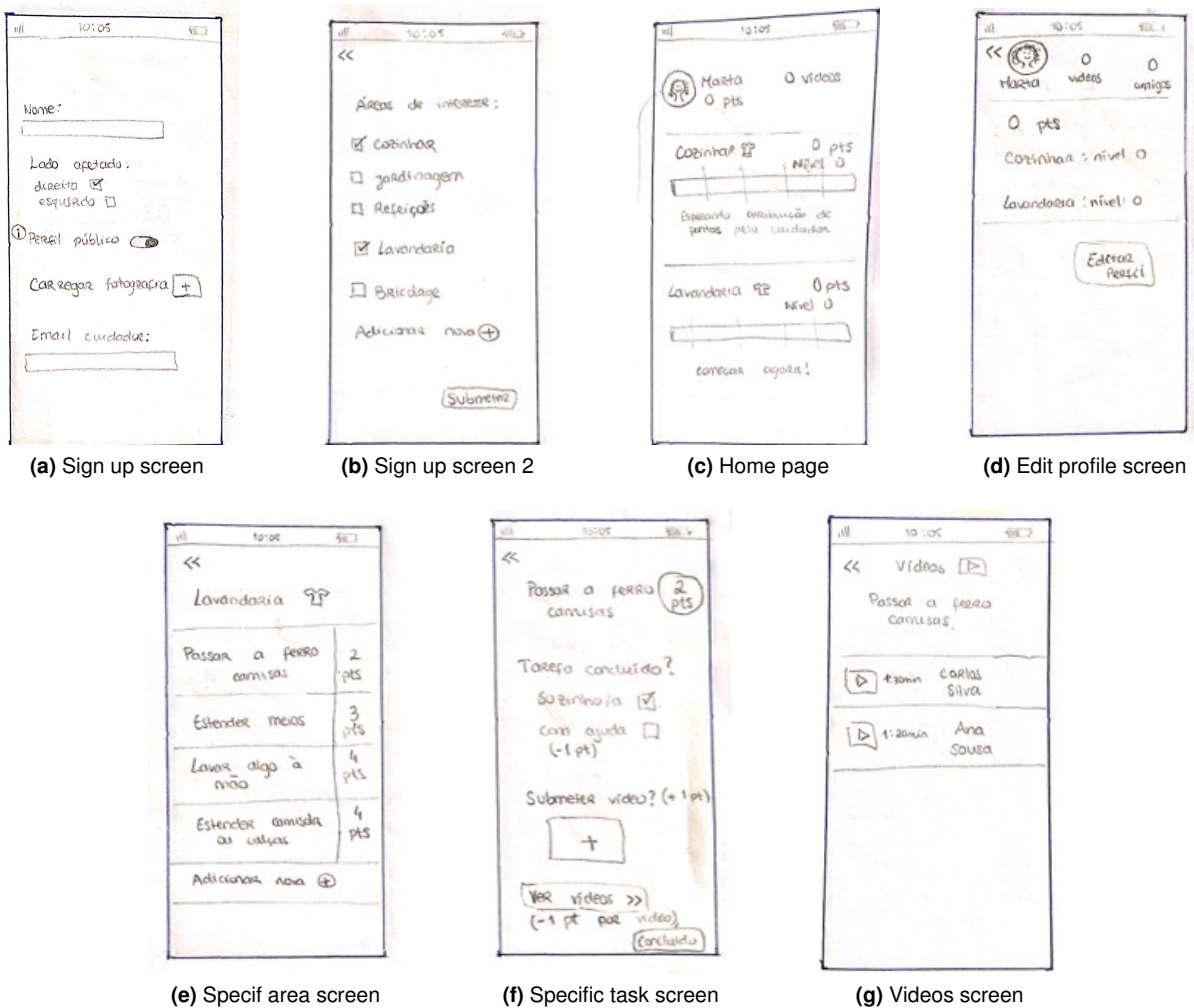 10:05
Nome:
Lado afetado:
direito
esquerdo
Perfil público
Carregar fotografia +
Email cuidador:
(a) Sign up screen
10:05
<<
Áreas de interesse:
Cozinhar
Jardinagem
Refeições
Lavandaria
Bricolage
Adicionar nova +
Submeter
(b) Sign up screen 2
10:05
Marta 0 vídeos
0 pts
Cozinhar 0 pts
Nível 0
Esperando distribuição de
pontos pelo cuidador
Lavandaria 0 pts
Nível 0
começar agora!
(c) Home page
10:05
<<
0 0
Marta videos amigos
0 pts
Cozinhar : nível 0
Lavandaria : nível 0
Editar
Perfil
(d) Edit profile screen
10:05
<<
Lavandaria
Passar a ferro 2
camisas pts
Estender meias 3
pts
Lavar algo à 4
mão pts
Estender camisola 4
ou calças pts
Adicionar nova +
(e) Specif area screen
10:05
<<
Passar a ferro 2
camisas pts
Tarefa concluído?
Sozinho/a
com ajuda
(-1 pt)
Submeter vídeo? (+ 1 pt)
+
Ver vídeos >>
(-1 pt por video)
Concluído
(f) Specific task screen
10:05
<< Vídeos
Passar a ferro
camisas.
1:30min Carlos
Silva
1:20min Ana
Sousa
(g) Videos screen